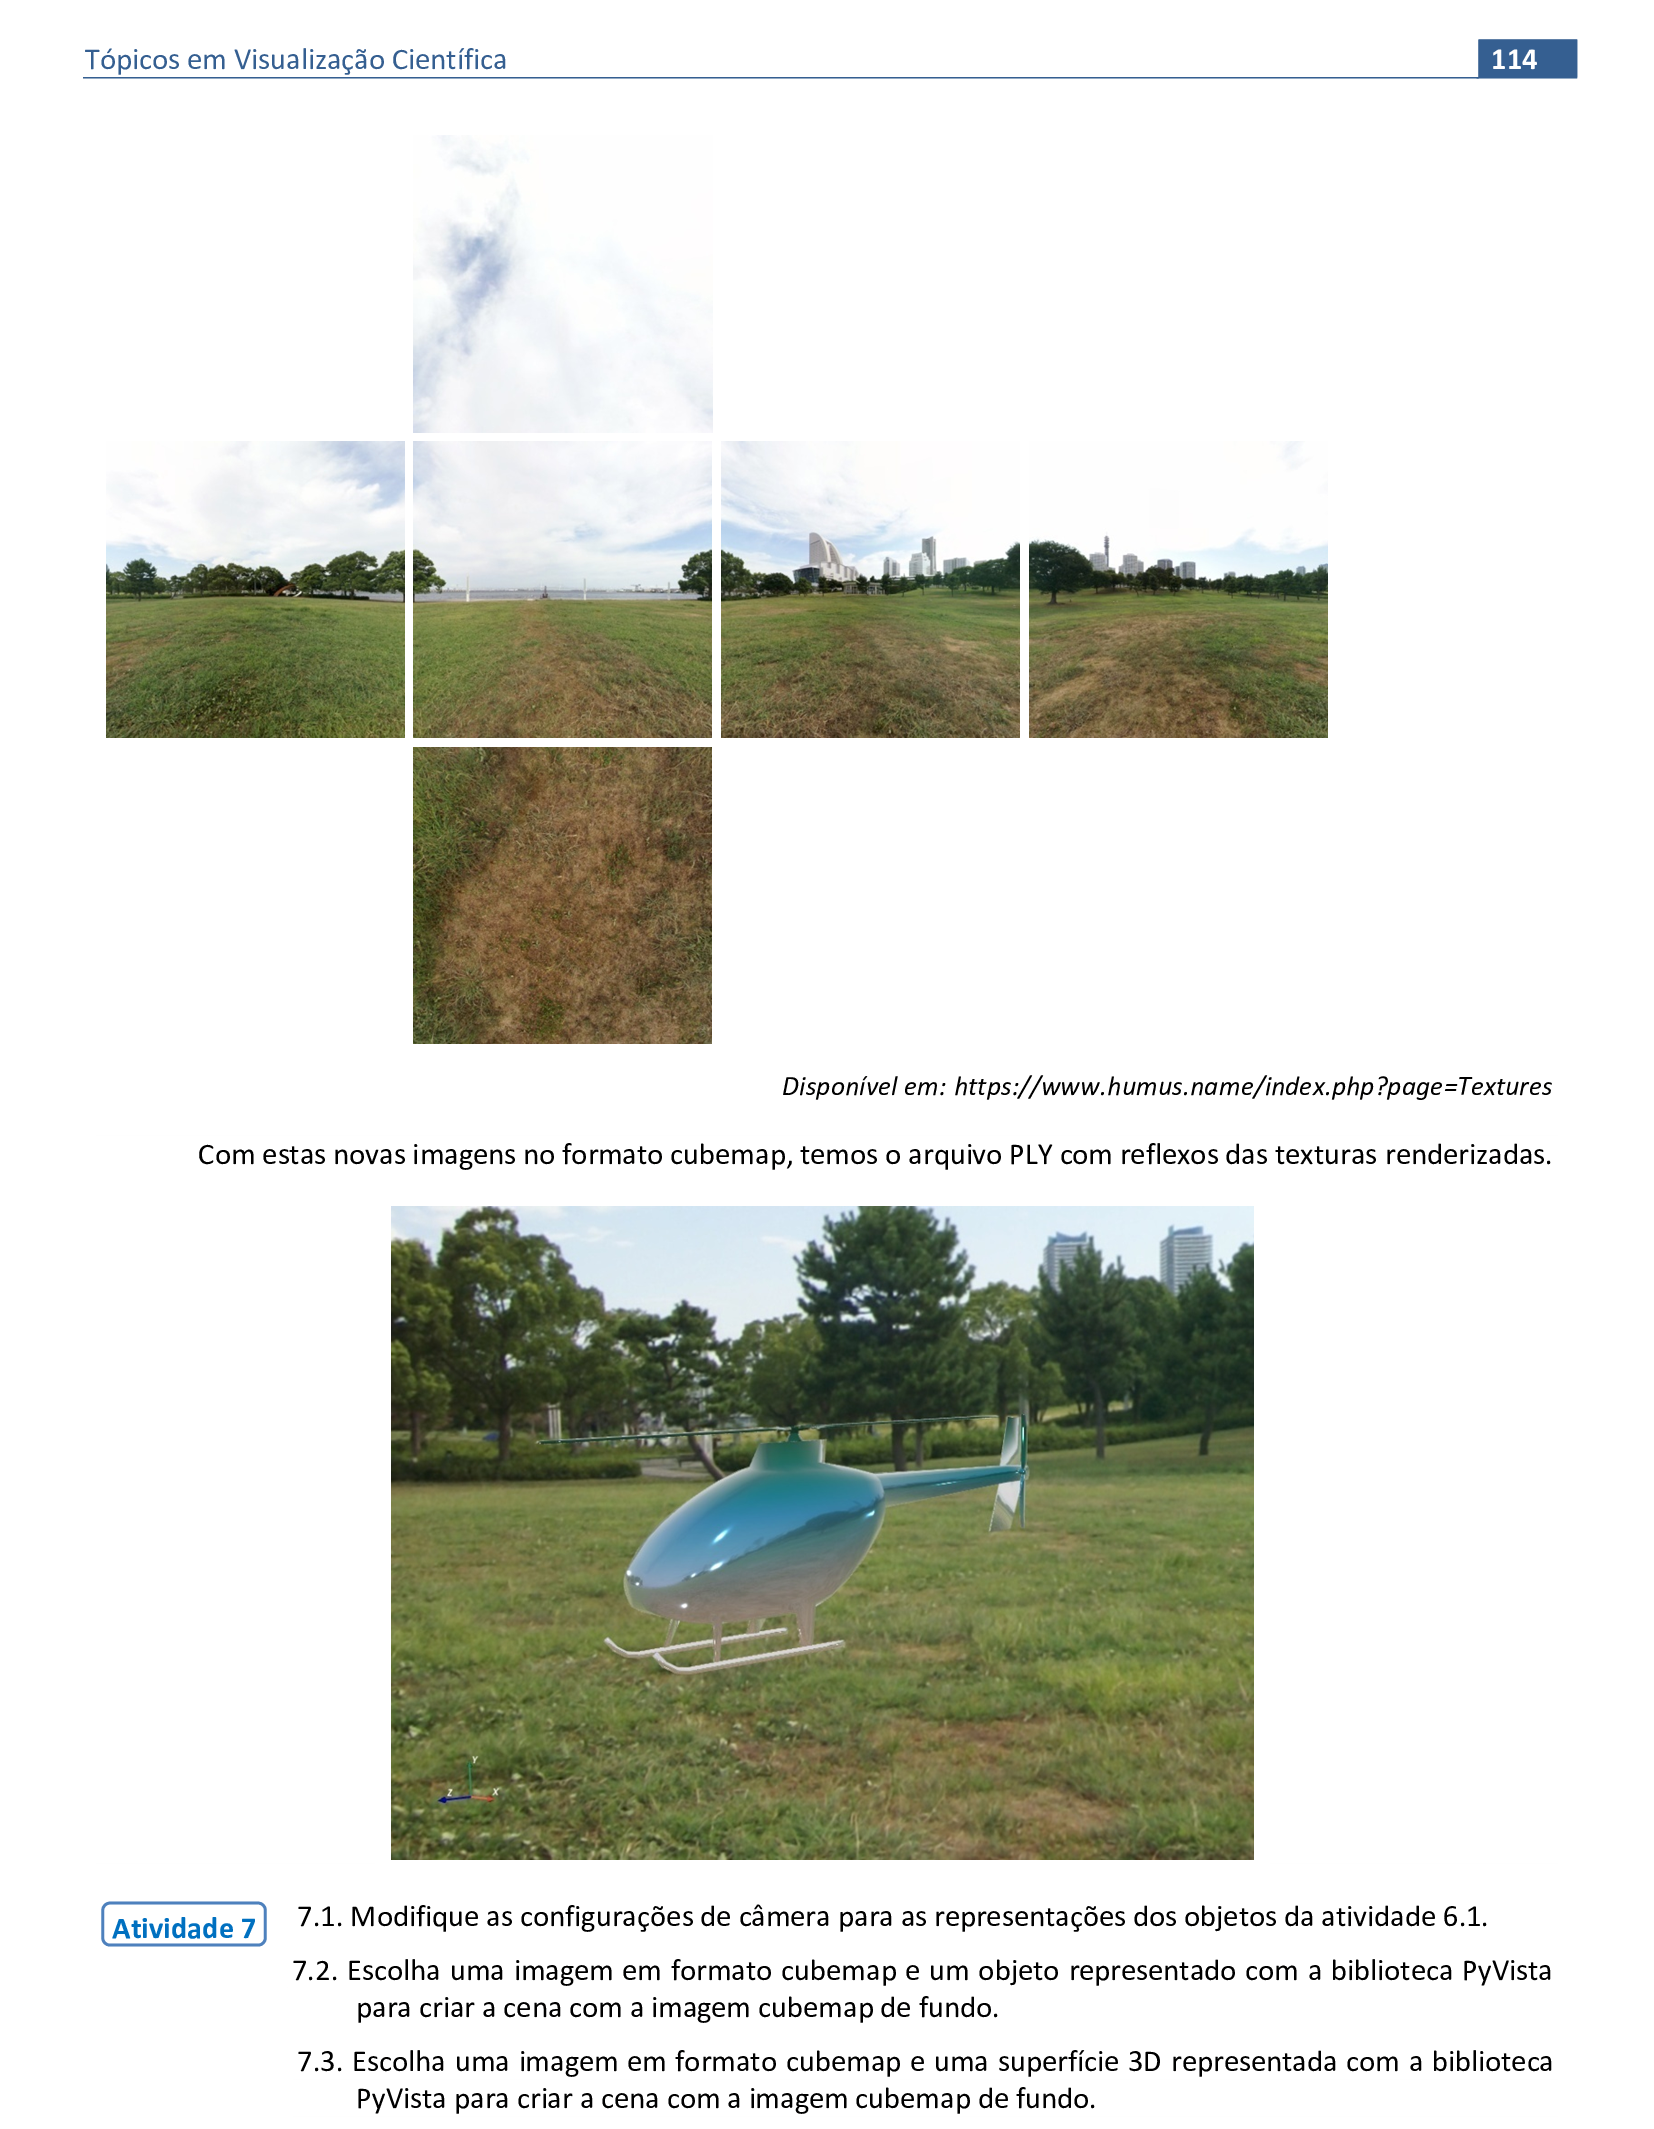 Tópicos em Visualização Científica
114
Disponível em: https://www.humus.name/index.php?page=Textures
Com estas novas imagens no formato cubemap, temos o arquivo PLY com reflexos das texturas renderizadas.
Y
Z
X
Atividade 7
7.1. Modifique as configurações de câmera para as representações dos objetos da atividade 6.1.
7.2. Escolha uma imagem em formato cubemap e um objeto representado com a biblioteca PyVista
para criar a cena com a imagem cubemap de fundo.
7.3. Escolha uma imagem em formato cubemap e uma superfície 3D representada com a biblioteca
PyVista para criar a cena com a imagem cubemap de fundo.